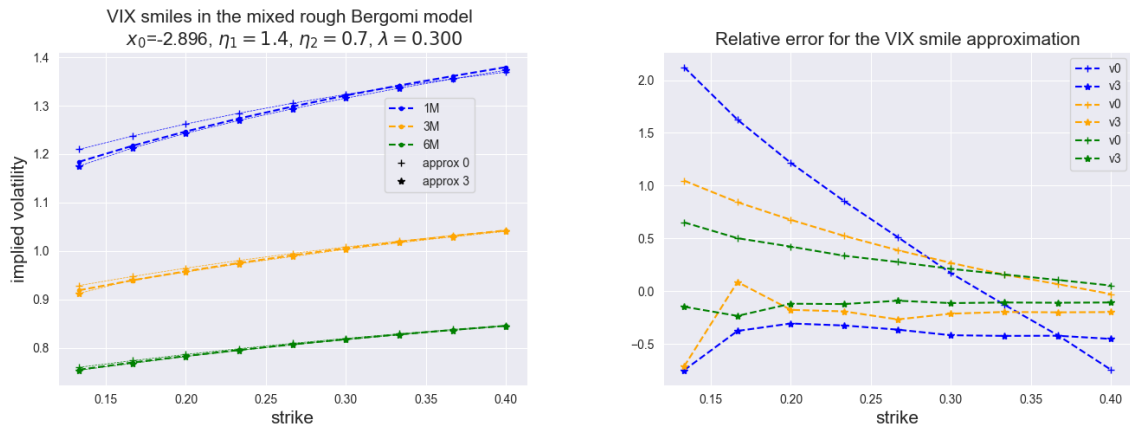 VIX smiles in the mixed rough Bergomi model
x₀=-2.896, η₁ = 1.4, η₂ = 0.7, λ = 0.300
1.4
1.3
1.2
1.1
1.0
0.9
0.8
implied volatility
1M
3M
6M
approx 0
approx 3
0.15
0.20
0.25
0.30
0.35
0.40
strike
Relative error for the VIX smile approximation
2.0
1.5
1.0
0.5
0.0
−0.5
v0
v3
v0
v3
v0
v3
0.15
0.20
0.25
0.30
0.35
0.40
strike